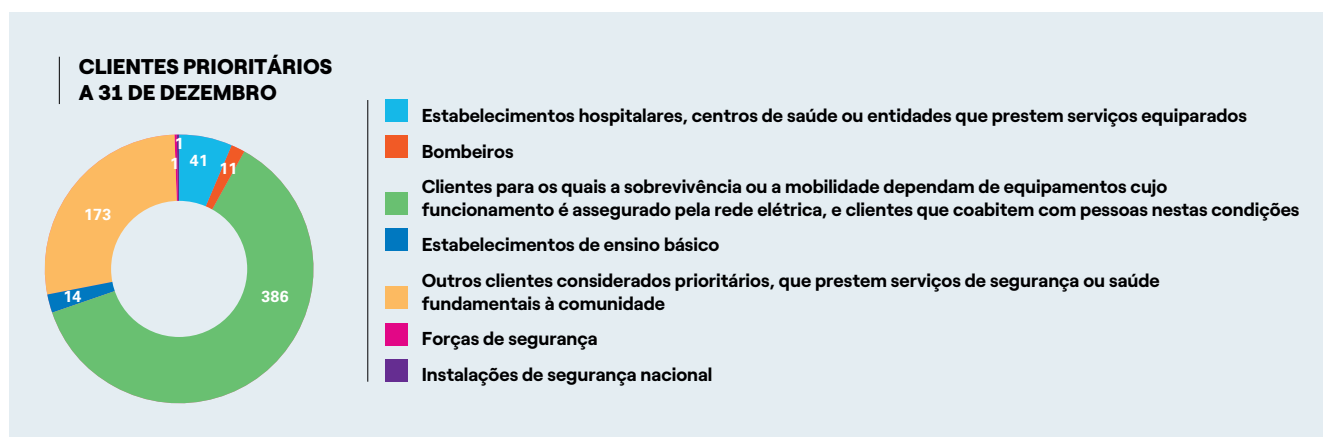 CLIENTES PRIORITÁRIOS
A 31 DE DEZEMBRO
1
1
41
11
173
14
386
Estabelecimentos hospitalares, centros de saúde ou entidades que prestem serviços equiparados
Bombeiros
Clientes para os quais a sobrevivência ou a mobilidade dependam de equipamentos cujo
funcionamento é assegurado pela rede elétrica, e clientes que coabitem com pessoas nestas condições
Estabelecimentos de ensino básico
Outros clientes considerados prioritários, que prestem serviços de segurança ou saúde
fundamentais à comunidade
Forças de segurança
Instalações de segurança nacional